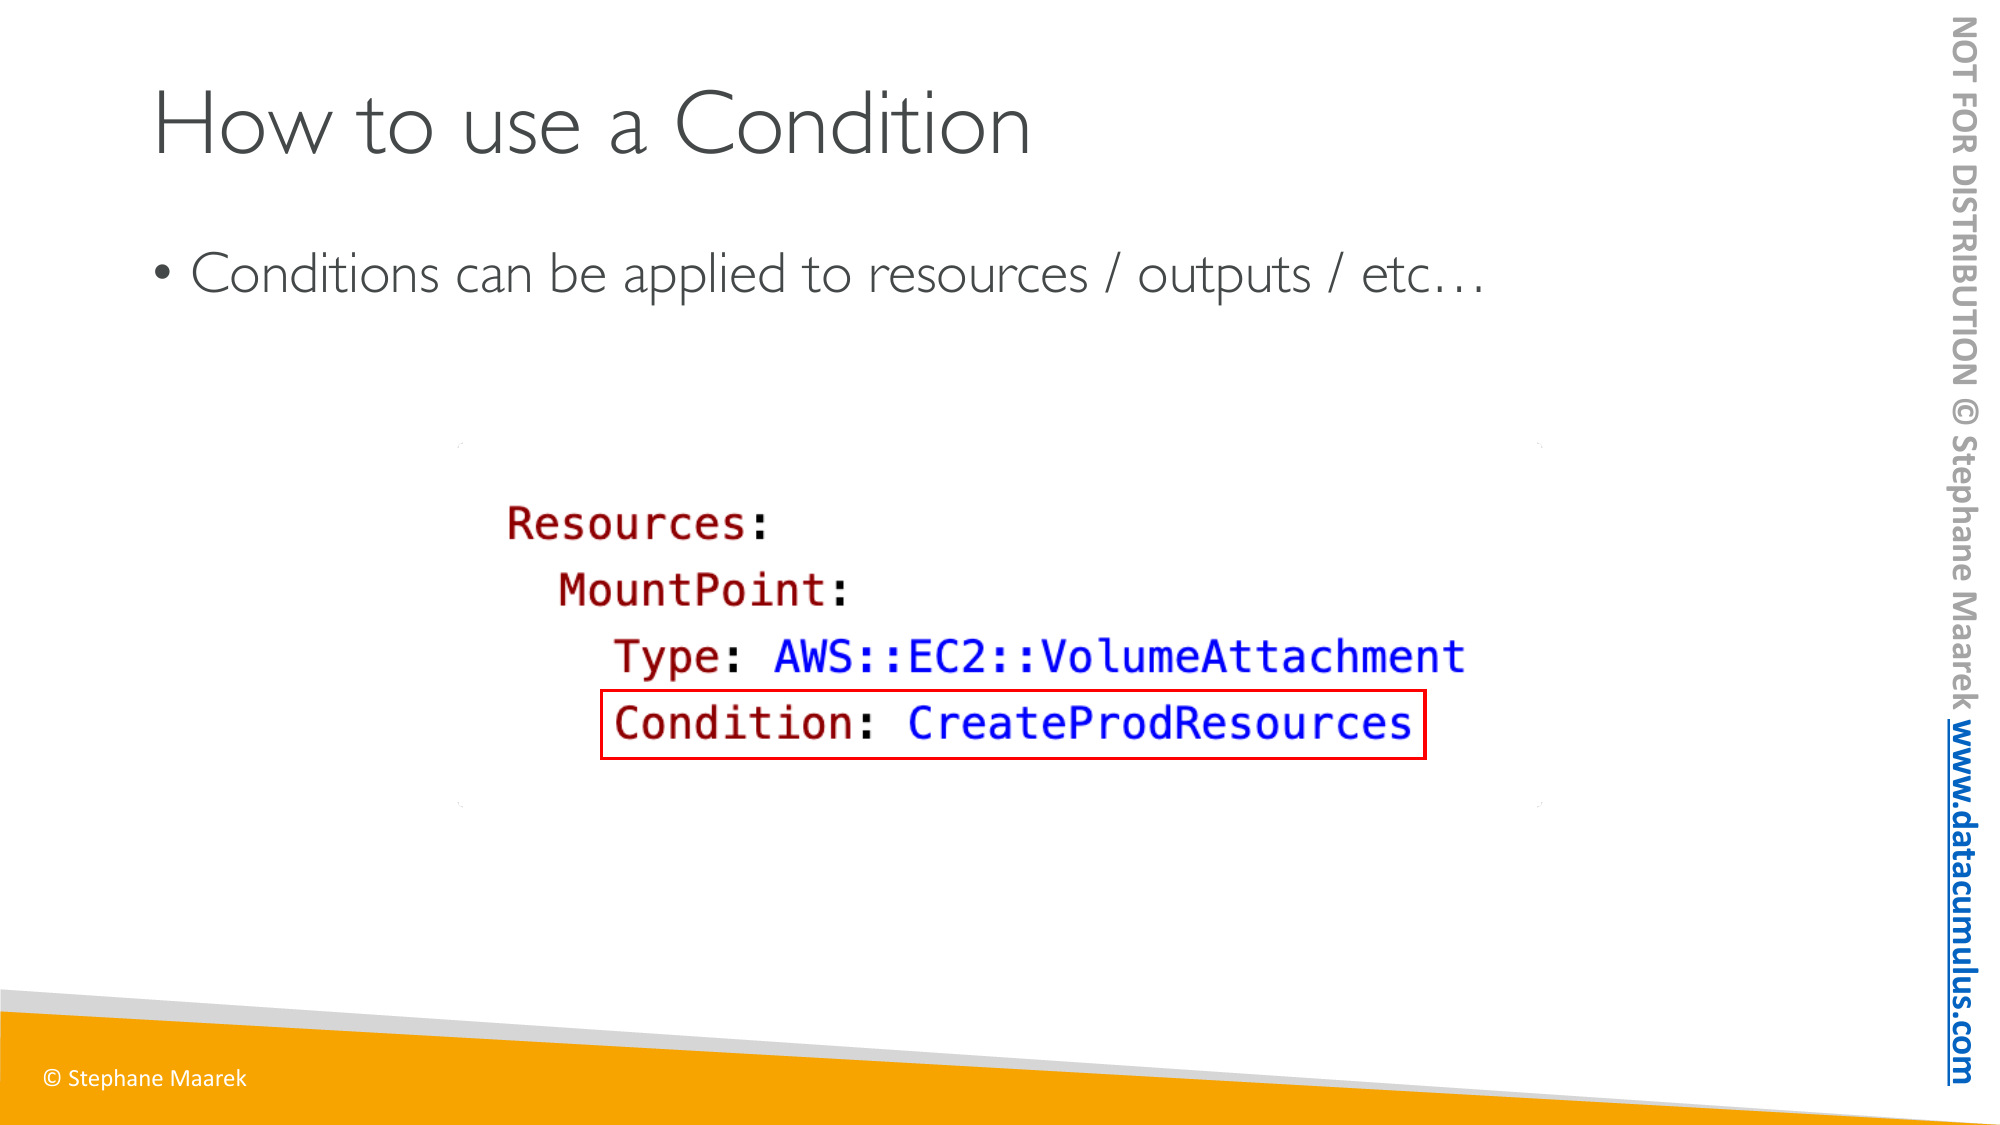 How to use a Condition
• Conditions can be applied to resources / outputs / etc…
Resources:
MountPoint:
Type: AWS::EC2::VolumeAttachment
Condition: CreateProdResources
© Stephane Maarek
NOT FOR DISTRIBUTION © Stephane Maarek www.datacumulus.com